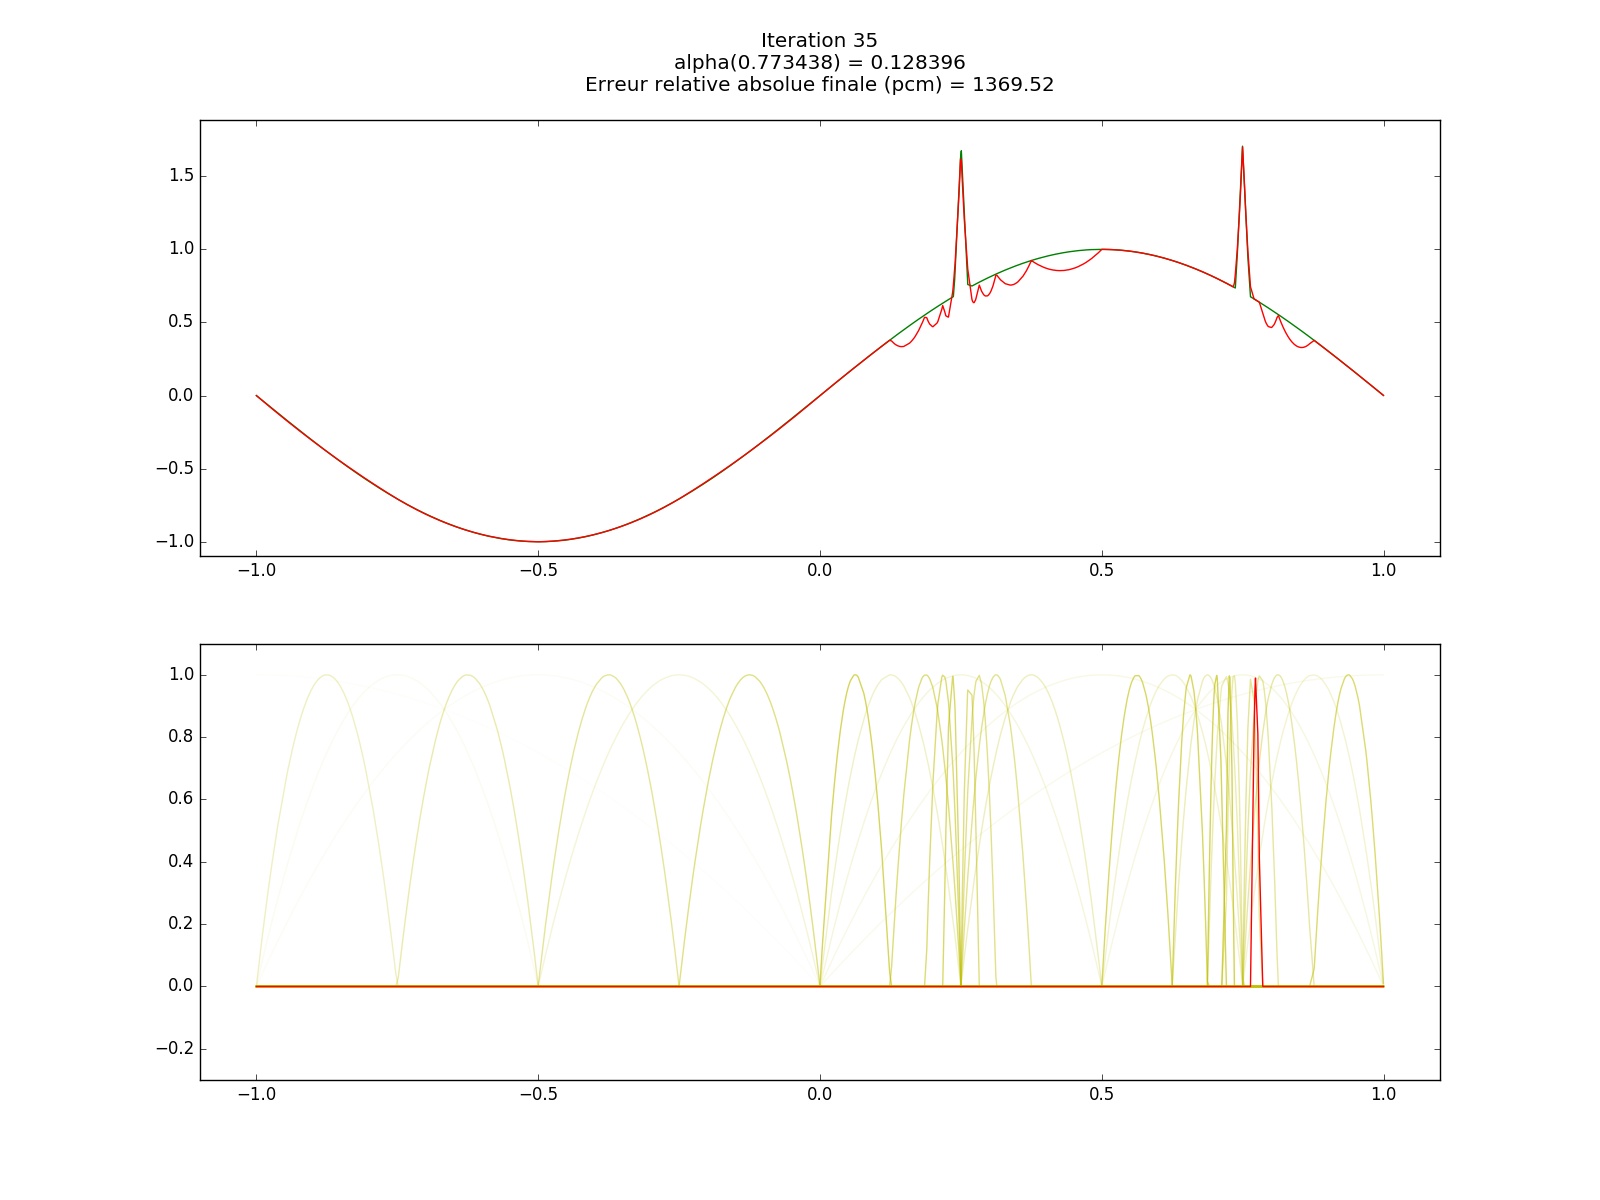 Iteration 35
alpha(0.773438) = 0.128396
Erreur relative absolue finale (pcm) = 1369.52
1.5
1.0
0.5
0.0
−0.5
−1.0
−1.0 −0.5 0.0 0.5 1.0
1.0
0.8
0.6
0.4
0.2
0.0
−0.2
−1.0 −0.5 0.0 0.5 1.0